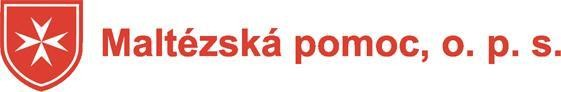 Maltézská pomoc, o. p. s.